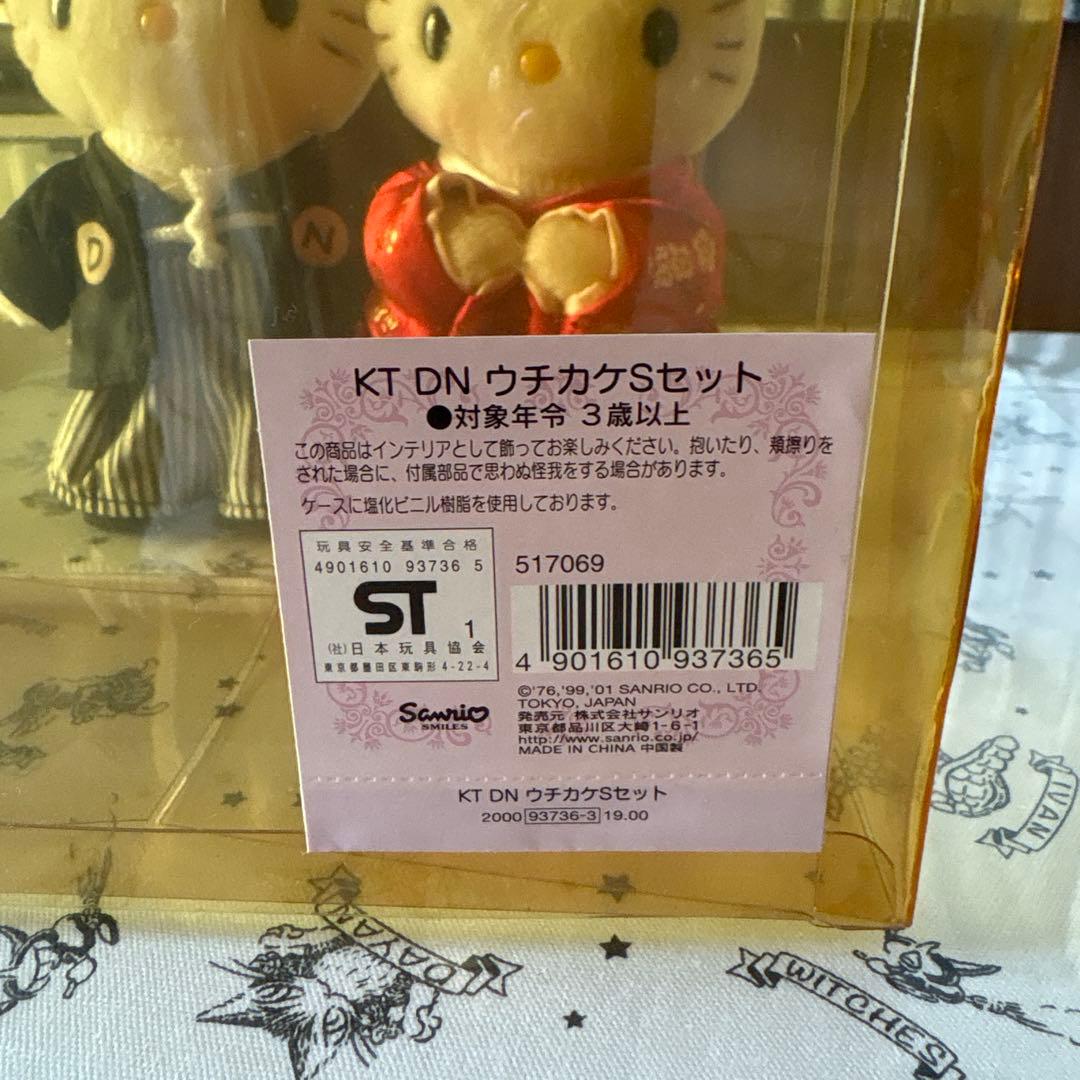 D
N
KT DN ウチカケSセット
●対象年令 3歳以上
この商品はインテリアとして飾ってお楽しみください。抱いたり、頬擦りを
された場合に、付属部品で思わぬ怪我をする場合があります。
ケースに塩化ビニル樹脂を使用しております。
玩具安全基準合格
4901610 93736 5
ST 1
(社)日本玩具協会
東京都墨田区東駒形4-22-4
517069
4 901610 937365
Sanrio
SMILES
©'76,'99,'01 SANRIO CO., LTD.
TOKYO, JAPAN
発売元 株式会社サンリオ
東京都品川区大崎1-6-1
http://www.sanrio.co.jp/
MADE IN CHINA 中国製
KT DN ウチカケSセット
2000 93736-3 19.00
IVAN
DAYAN
WITCHES